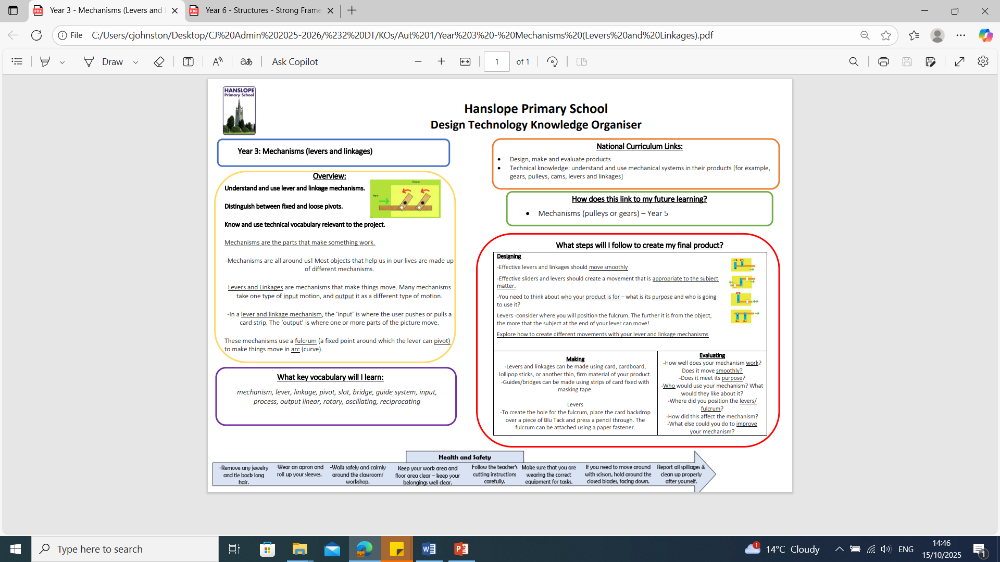 Year 3 - Mechanisms (Levers and
Year 6 - Structures - Strong Frame
File
C:/Users/cjohnston/Desktop/CJ%20Admin%202025-2026/%232%20DT/KOs/Aut%201/Year%203%20-%20Mechanisms%20(Levers%20and%20Linkages).pdf
Draw
aあ
Ask Copilot
1
of 1
HANSLOPE
Primary School
Hanslope Primary School
Design Technology Knowledge Organiser
Year 3: Mechanisms (levers and linkages)
Overview:
Understand and use lever and linkage mechanisms.
Distinguish between fixed and loose pivots.
Output
Input
Know and use technical vocabulary relevant to the project.
Mechanisms are the parts that make something work.
-Mechanisms are all around us! Most objects that help us in our lives are made up
of different mechanisms.
Levers and Linkages are mechanisms that make things move. Many mechanisms
take one type of input motion, and output it as a different type of motion.
-In a lever and linkage mechanism, the ‘input’ is where the user pushes or pulls a
card strip. The ‘output’ is where one or more parts of the picture move.
These mechanisms use a fulcrum (a fixed point around which the lever can pivot)
to make things move in arc (curve).
What key vocabulary will I learn:
mechanism, lever, linkage, pivot, slot, bridge, guide system, input,
process, output linear, rotary, oscillating, reciprocating
National Curriculum Links:
• Design, make and evaluate products
• Technical knowledge: understand and use mechanical systems in their products [for example,
gears, pulleys, cams, levers and linkages]
How does this link to my future learning?
• Mechanisms (pulleys or gears) – Year 5
What steps will I follow to create my final product?
Designing
-Effective levers and linkages should move smoothly
-Effective sliders and levers should create a movement that is appropriate to the subject
matter.
-You need to think about who your product is for – what is its purpose and who is going
to use it?
Levers -consider where you will position the fulcrum. The further it is from the object,
the more that the subject at the end of your lever can move!
Explore how to create different movements with your lever and linkage mechanisms
Making
-Levers and linkages can be made using card, cardboard,
lollipop sticks, or another thin, firm material of your product.
-Guides/bridges can be made using strips of card fixed with
masking tape.
Levers
-To create the hole for the fulcrum, place the card backdrop
over a piece of Blu Tack and press a pencil through. The
fulcrum can be attached using a paper fastener.
Evaluating
-How well does your mechanism work?
Does it move smoothly?
-Does it meet its purpose?
-Who would use your mechanism? What
would they like about it?
-Where did you position the levers/
fulcrum?
-How did this affect the mechanism?
-What else could you do to improve
your mechanism?
Health and Safety
-Remove any jewelry
and tie back long
hair.
-Wear an apron and
roll up your sleeves.
-Walk safely and calmly
around the classroom/
workshop.
Keep your work area and
floor area clear – keep your
belongings well clear.
Follow the teacher's
cutting instructions
carefully.
Make sure that you are
wearing the correct
equipment for tasks.
If you need to move around
with scissors, hold around the
closed blades, facing down.
Report all spillages &
clean up properly
after yourself.
Type here to search
1
14°C Cloudy
ENG
14:46
15/10/2025
1